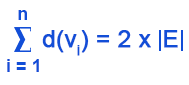 n
∑ d(vᵢ) = 2 x |E|
i = 1